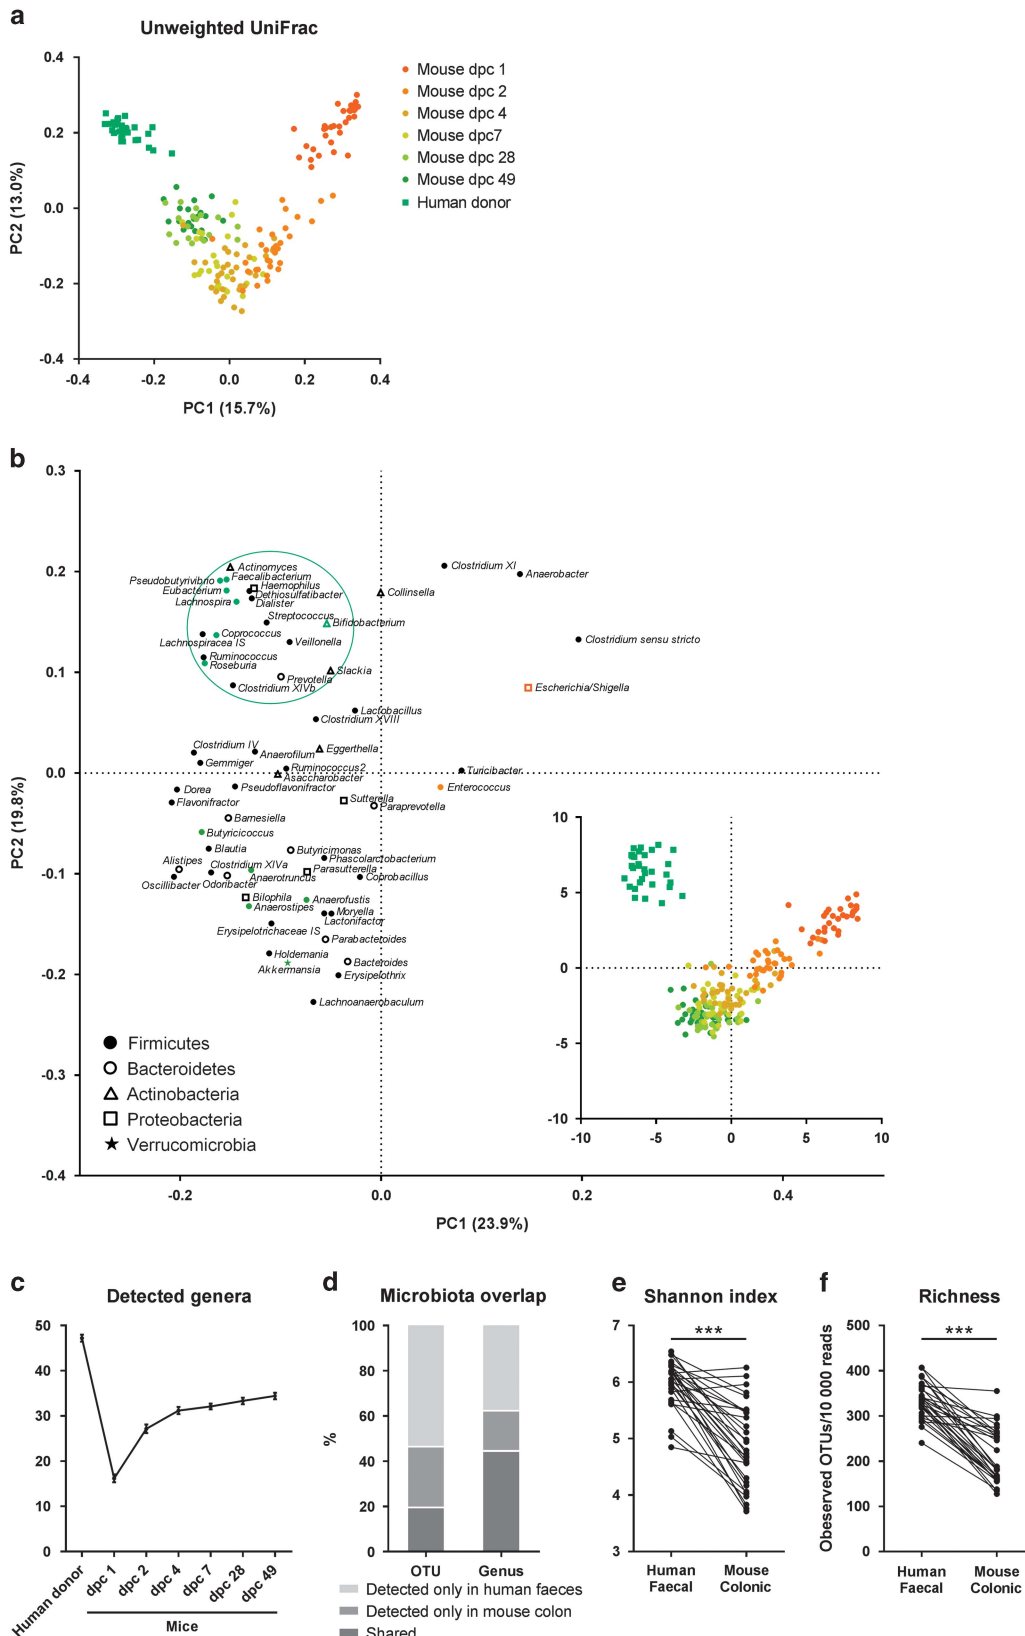 a
Unweighted UniFrac
0.4
0.2
0.0
-0.2
-0.4
-0.4 -0.2 0.0 0.2 0.4
PC2 (13.0%)
PC1 (15.7%)
Mouse dpc 1
Mouse dpc 2
Mouse dpc 4
Mouse dpc7
Mouse dpc 28
Mouse dpc 49
Human donor
b
0.3
0.2
0.1
0.0
-0.1
-0.2
-0.3
-0.4
PC2 (19.8%)
Actinomyces
Pseudobutyrivibrio
Faecalibacterium
Eubacterium
Haemophilus
Dethiosulfatibacter
Lachnospira
Dialister
Streptococcus
Bifidobacterium
Coprococcus
Lachnospiracea IS
Veillonella
Ruminococcus
Roseburia
Slackia
Prevotella
Clostridium XIVb
Clostridium XI
Anaerobacter
Collinsella
Clostridium sensu stricto
Escherichia/Shigella
Lactobacillus
Clostridium XVIII
Clostridium IV
Anaerofilum
Eggerthella
Gemmiger
Ruminococcus2
Asaccharobacter
Turicibacter
Dorea
Pseudoflavonifractor
Enterococcus
Flavonifractor
Sutterella
Paraprevotella
Barnesiella
Butyricicoccus
Blautia
Butyricimonas
Phascolarctobacterium
Alistipes
Clostridium XIVa
Parasutterella
Oscillibacter
Odoribacter
Anaerotruncus
Coprobacillus
Bilophila
Anaerofustis
Anaerostipes
Moryella
Lactonifactor
Erysipelotrichaceae IS
Parabacteroides
Holdemania
Akkermansia
Bacteroides
Erysipelothrix
Lachnoanaerobaculum
10
5
0
-5
-10
-10 -5 0 5 10
Firmicutes
Bacteroidetes
Actinobacteria
Proteobacteria
Verrucomicrobia
-0.2 0.0 0.2 0.4
PC1 (23.9%)
c
Detected genera
50
40
30
20
10
0
Human donor
dpc 1
dpc 2
dpc 4
dpc 7
dpc 28
dpc 49
Mice
d
Microbiota overlap
100
80
60
40
20
0
%
OTU Genus
Detected only in human faeces
Detected only in mouse colon
Shared
e
Shannon index
***
7
6
5
4
3
Human Mouse
Faecal Colonic
f
Richness
***
500
400
300
200
100
0
Obeserved OTUs/10 000 reads
Human Mouse
Faecal Colonic